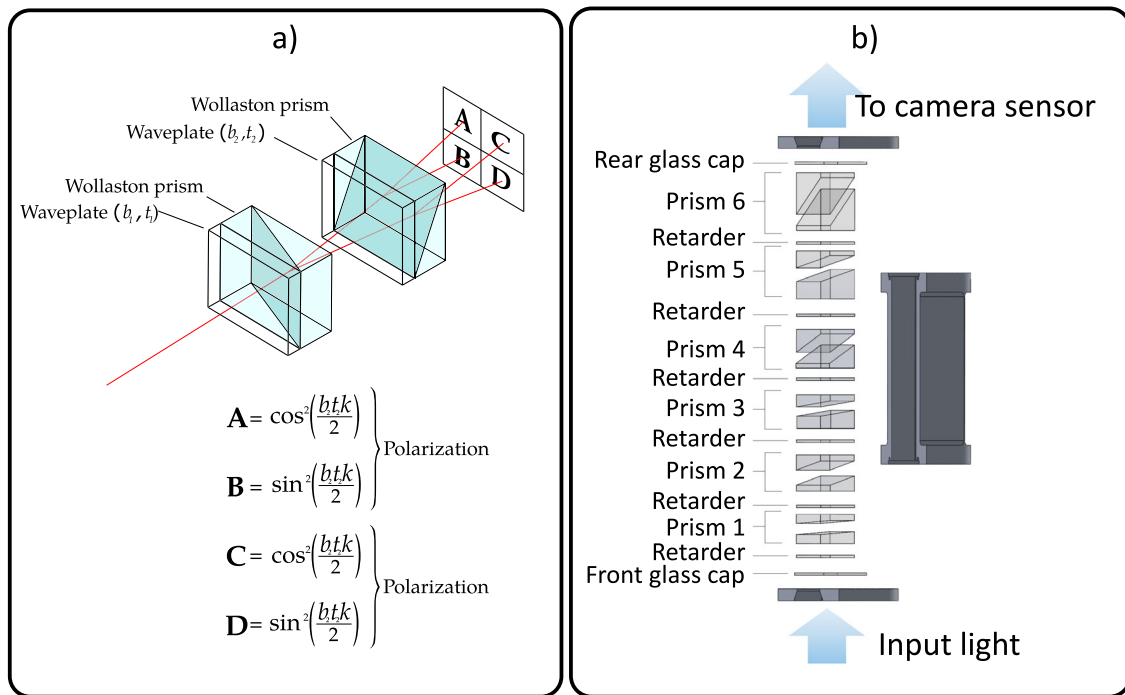 a)
Wollaston prism
Waveplate (b₂,t₂)
Wollaston prism
Waveplate (b₁,t₁)
A
C
B
D
A= cos²(b₂t₂k/2)
B= sin²(b₂t₂k/2)
Polarization
C= cos²(b₂t₂k/2)
D= sin²(b₂t₂k/2)
Polarization
b)
To camera sensor
Rear glass cap
Prism 6
Retarder
Prism 5
Retarder
Prism 4
Retarder
Prism 3
Retarder
Prism 2
Retarder
Prism 1
Retarder
Front glass cap
Input light